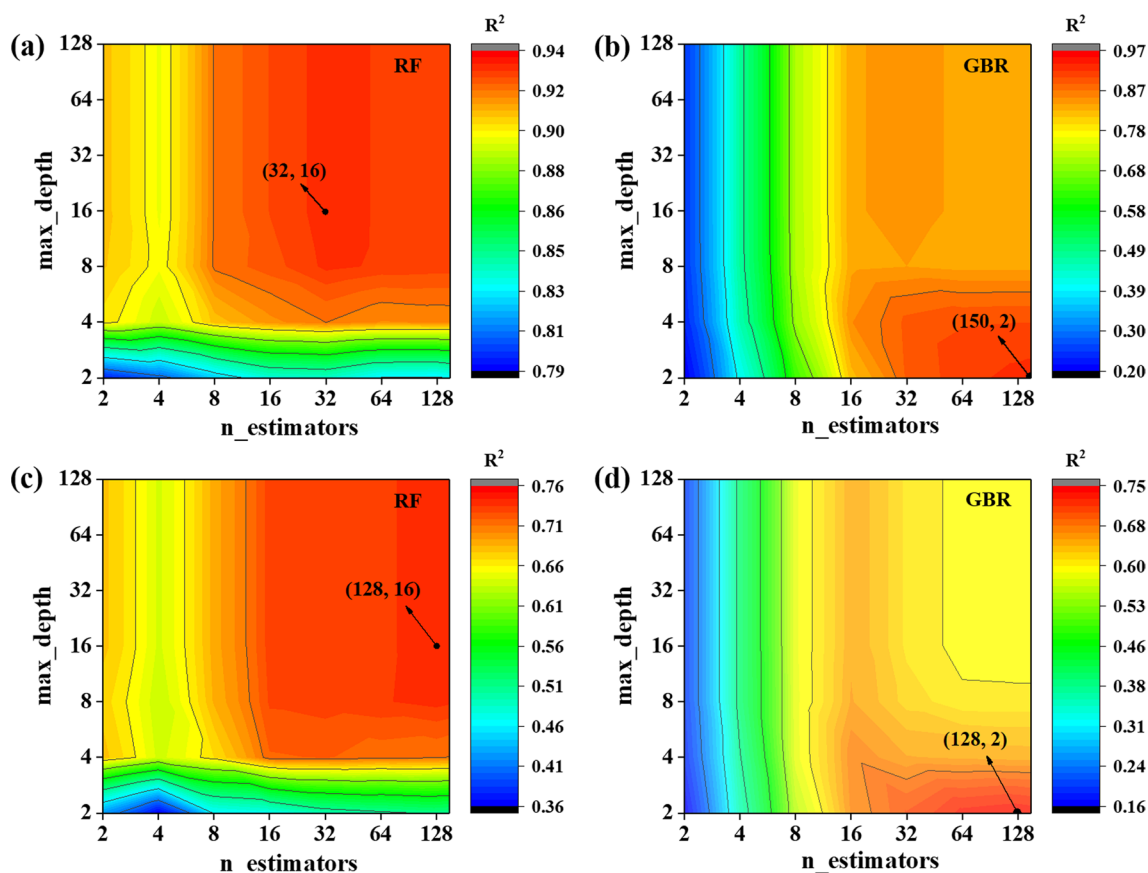 (a)
R²
RF
128
64
32
16
8
4
2
max_depth
(32, 16)
2 4 8 16 32 64 128
n_estimators
0.94
0.92
0.90
0.88
0.86
0.85
0.83
0.81
0.79
(b)
R²
GBR
128
64
32
16
8
4
2
max_depth
(150, 2)
2 4 8 16 32 64 128
n_estimators
0.97
0.87
0.78
0.68
0.59
0.49
0.39
0.30
0.20
(c)
R²
RF
128
64
32
16
8
4
2
max_depth
(128, 16)
2 4 8 16 32 64 128
n_estimators
0.76
0.71
0.66
0.61
0.56
0.51
0.46
0.41
0.36
(d)
R²
GBR
128
64
32
16
8
4
2
max_depth
(128, 2)
2 4 8 16 32 64 128
n_estimators
0.75
0.68
0.60
0.53
0.46
0.38
0.31
0.24
0.16